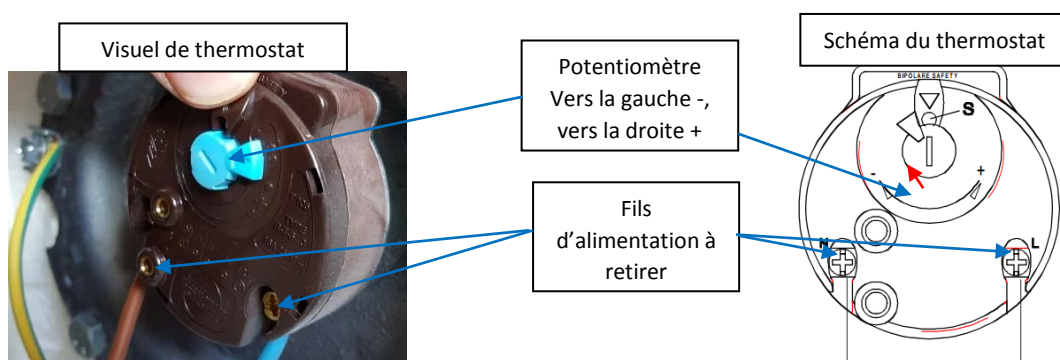 Visuel de thermostat
Potentiomètre
Vers la gauche -,
vers la droite +
Schéma du thermostat
BIPOLARE SAFETY
S
-
+
Fils
d’alimentation à
retirer
N
L